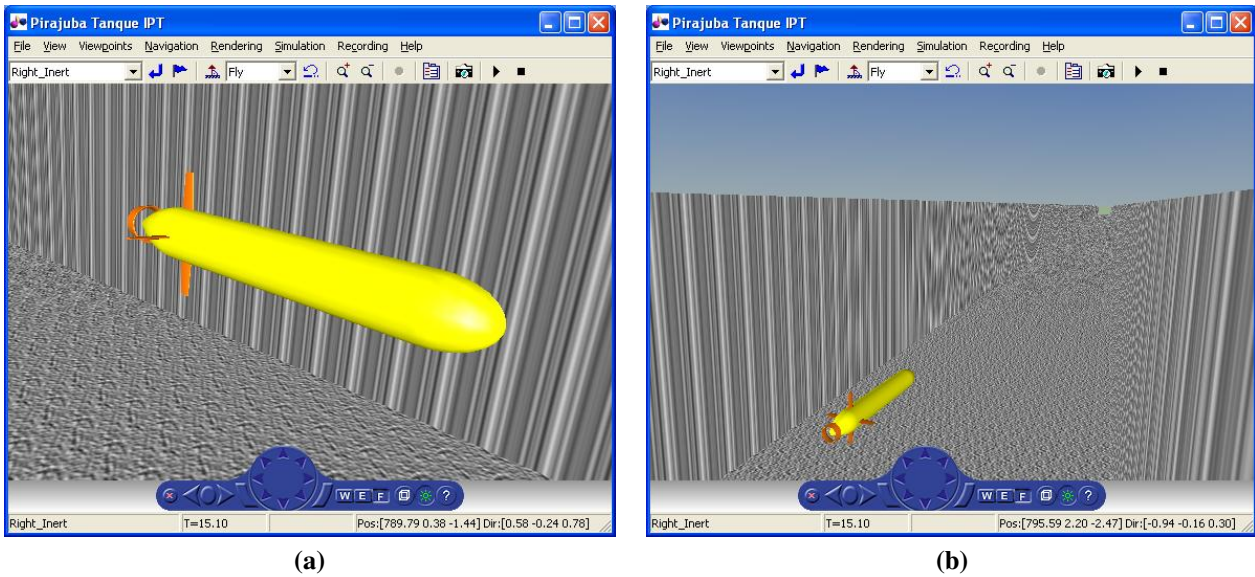 Pirajuba Tanque IPT
File View Viewpoints Navigation Rendering Simulation Recording Help
Right_Inert Fly
W E F ?
Right_Inert T=15.10 Pos:[789.79 0.38 -1.44] Dir:[0.58 -0.24 0.78]
(a)
Pirajuba Tanque IPT
File View Viewpoints Navigation Rendering Simulation Recording Help
Right_Inert Fly
W E F ?
Right_Inert T=15.10 Pos:[795.59 2.20 -2.47] Dir:[-0.94 -0.16 0.30]
(b)